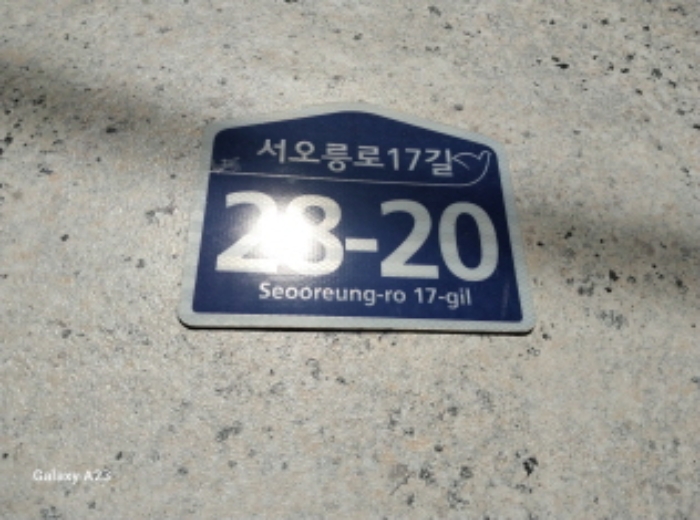 서오릉로17길
28-20
Seooreung-ro 17-gil
Galaxy A23